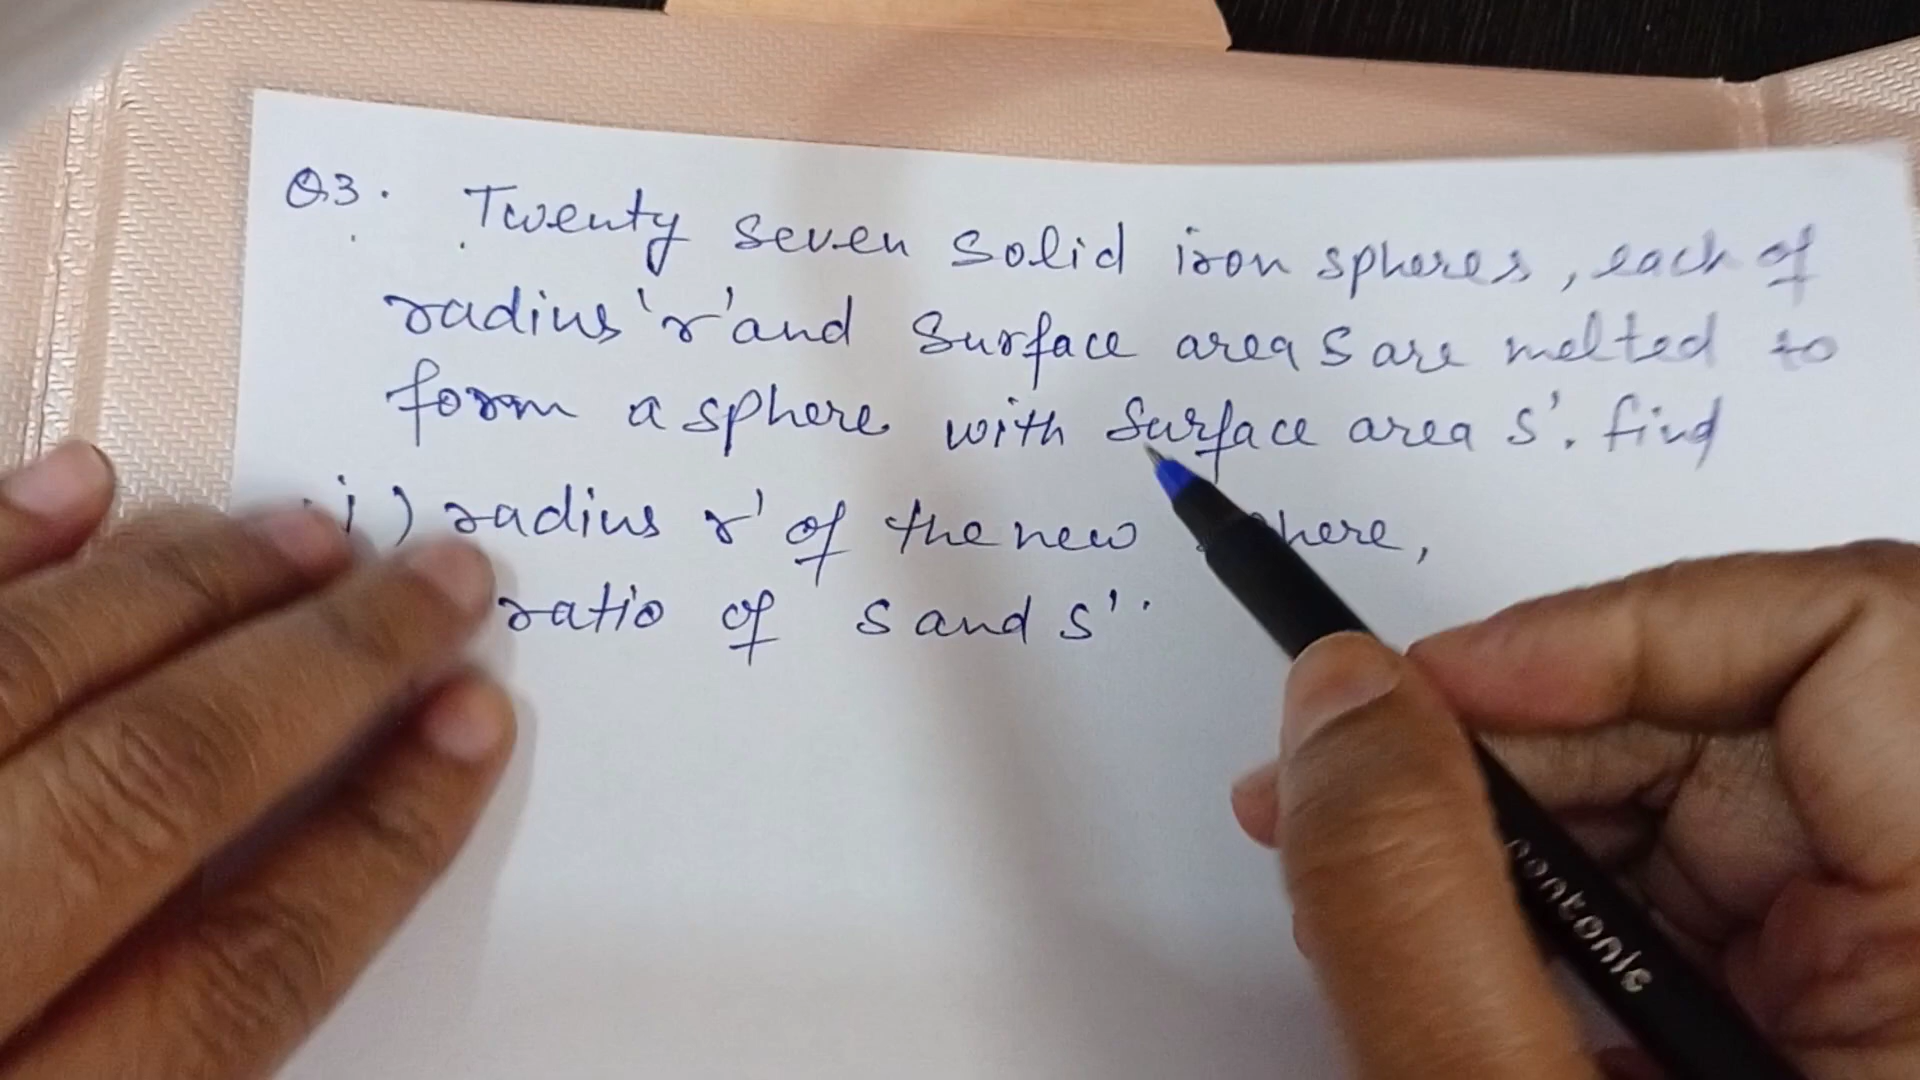 Q3. Twenty seven solid iron spheres, each of
radius 'r' and surface area S are melted to
form a sphere with surface area S'. find
i) radius r' of the new
ratio of S and S'.
pentonic